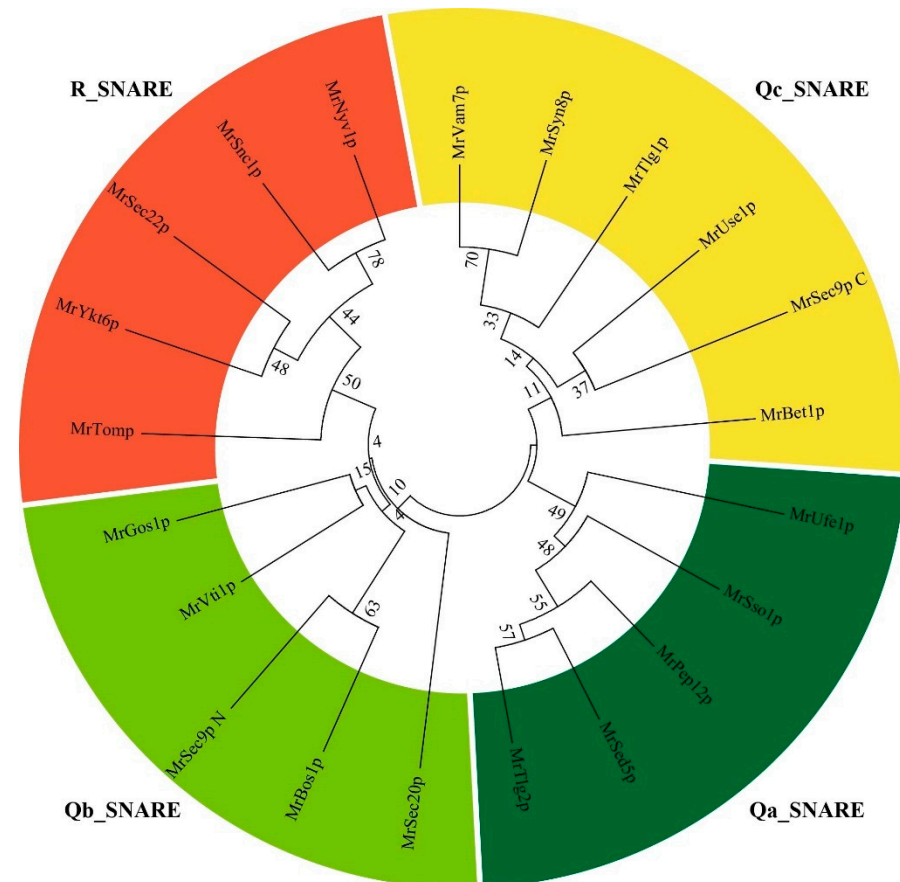 R_SNARE
Qc_SNARE
MrNyv1p
MrSnc1p
MrSec22p
MrYkt6p
MrTomp
MrVam7p
MrSyn8p
MrTlg1p
MrUse1p
MrSec9p C
MrBet1p
78
44
48
50
70
33
14
11
37
4
15
10
4
63
49
48
55
57
MrGos1p
MrVti1p
MrSec9p N
MrBos1p
MrSec20p
MrUfe1p
MrSso1p
MrPep12p
MrSed5p
MrTlg2p
Qb_SNARE
Qa_SNARE